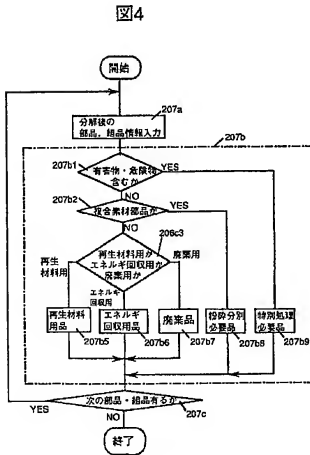 図4
開始
207a
分解後の
部品、組品情報入力
207b
207b1
有害物・危険物
含むか
YES
NO
207b2
複合素材部品か
YES
NO
206c3
再生材料用か
エネルギ回収用か
廃棄用か
再生
材料用
エネルギ
回収用
廃棄用
再生材料
用品
エネルギ
回収用品
廃棄品
粉砕分別
必要品
特別処理
必要品
207b5
207b6
207b7
207b8
207b9
YES
次の部品・組品有るか
NO
207c
終了